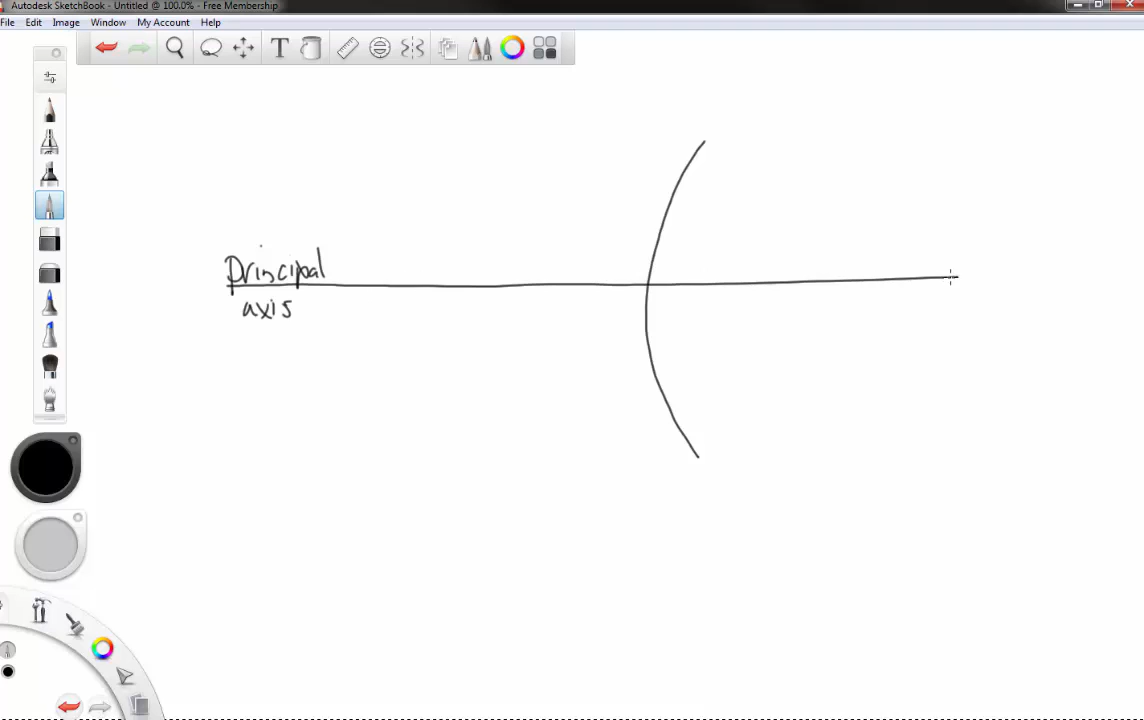 Autodesk SketchBook - Untitled @ 100.0% - Free Membership
File Edit Image Window My Account Help
T
principal
axis